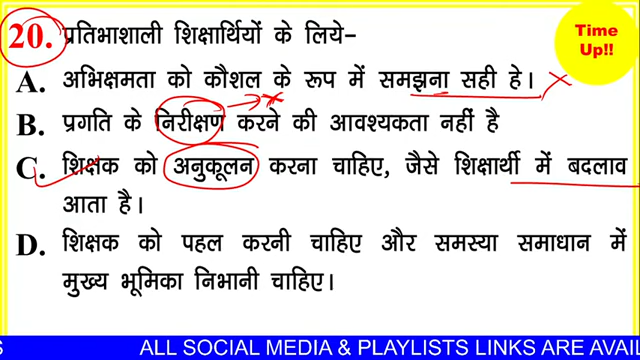 20. प्रतिभाशाली शिक्षार्थियों के लिये–
Time
Up!!
A. अभिक्षमता को कौशल के रूप में समझना सही हे।
B. प्रगति के निरीक्षण करने की आवश्यकता नहीं है
C. शिक्षक को अनुकूलन करना चाहिए, जैसे शिक्षार्थी में बदलाव
आता है।
D. शिक्षक को पहल करनी चाहिए और समस्या समाधान में
मुख्य भूमिका निभानी चाहिए।
S ALL SOCIAL MEDIA & PLAYLISTS LINKS ARE AVAI